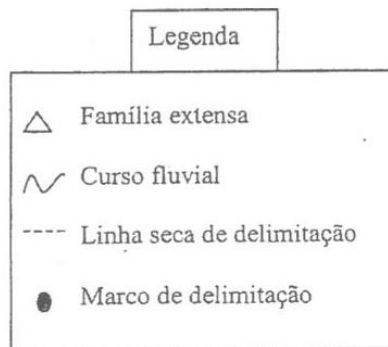 Legenda
Família extensa
Curso fluvial
Linha seca de delimitação
Marco de delimitação